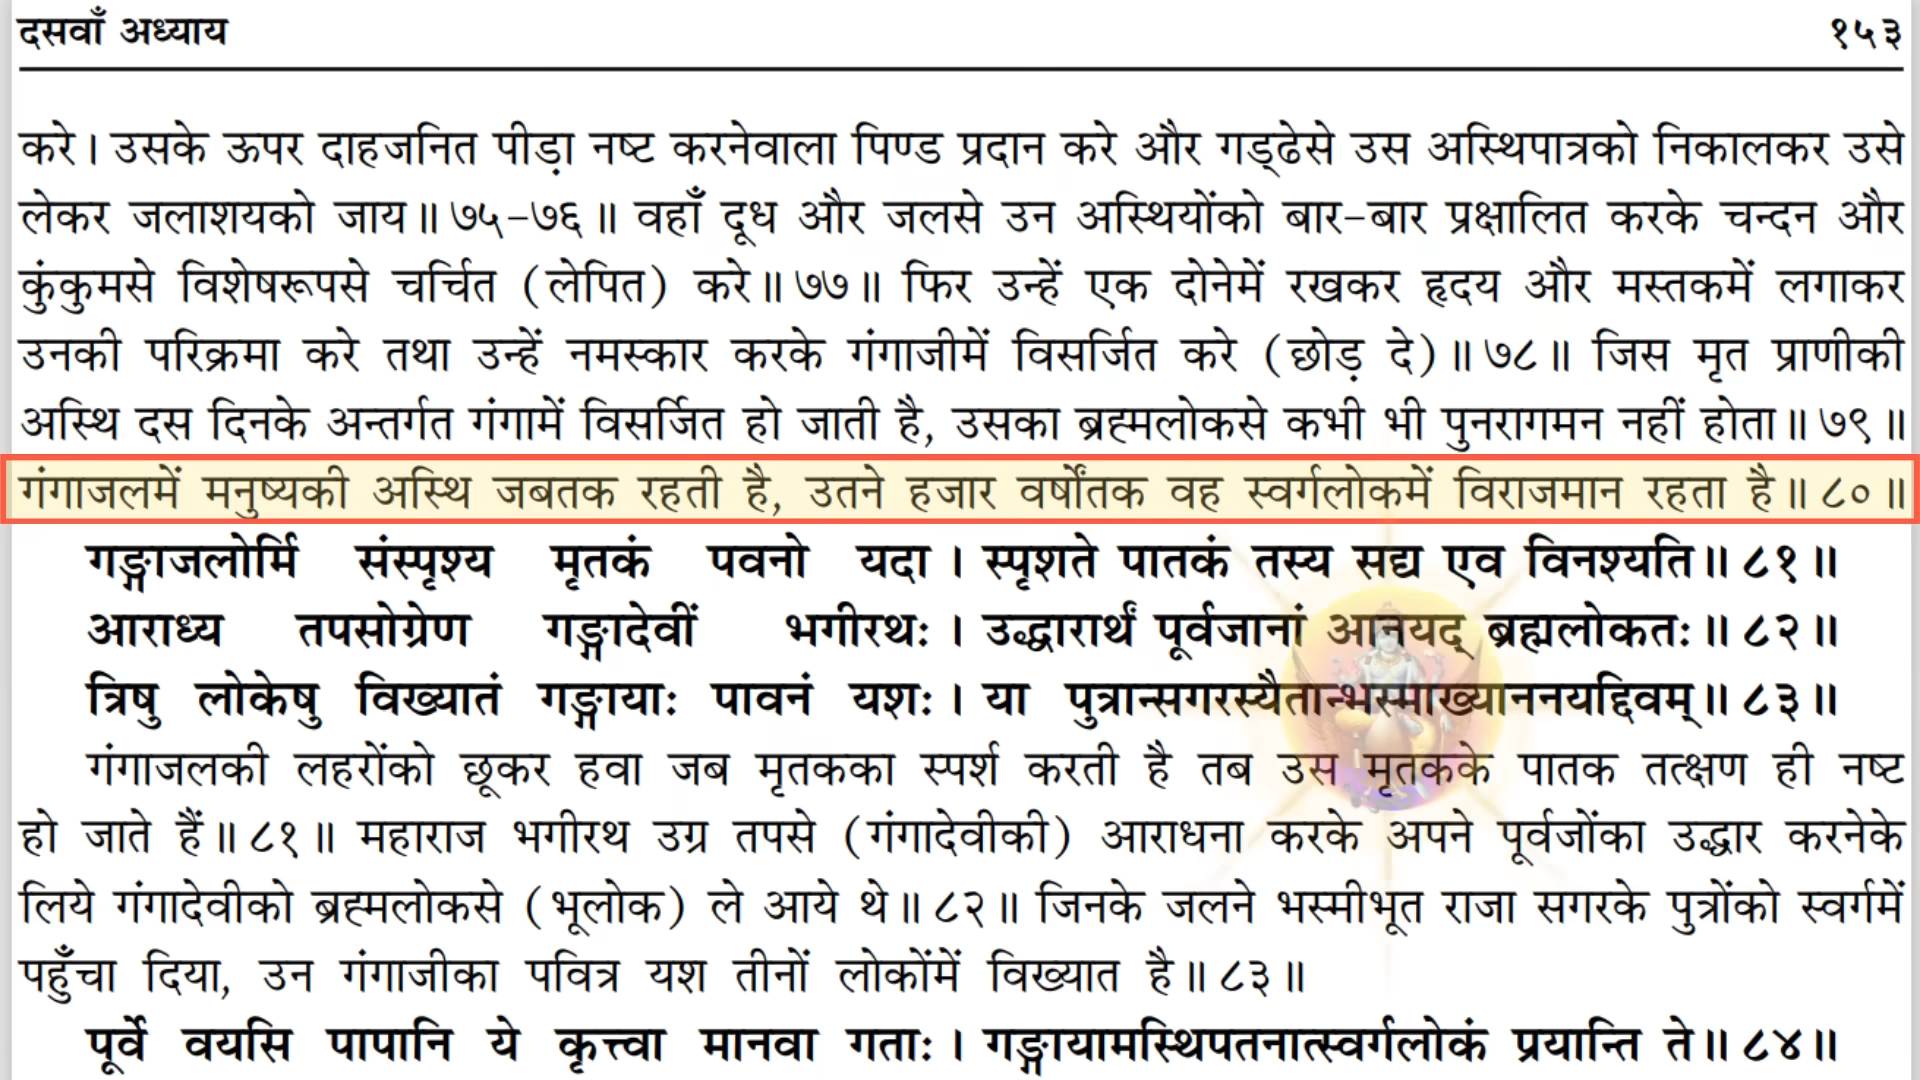 दसवाँ अध्याय १५३
करे। उसके ऊपर दाहजनित पीड़ा नष्ट करनेवाला पिण्ड प्रदान करे और गड्ढेसे उस अस्थिपात्रको निकालकर उसे
लेकर जलाशयको जाय॥ ७५-७६॥ वहाँ दूध और जलसे उन अस्थियोंको बार-बार प्रक्षालित करके चन्दन और
कुंकुमसे विशेषरूपसे चर्चित (लेपित) करे॥ ७७॥ फिर उन्हें एक दोनेमें रखकर हृदय और मस्तकमें लगाकर
उनकी परिक्रमा करे तथा उन्हें नमस्कार करके गंगाजीमें विसर्जित करे (छोड़ दे)॥ ७८॥ जिस मृत प्राणीकी
अस्थि दस दिनके अन्तर्गत गंगामें विसर्जित हो जाती है, उसका ब्रह्मलोकसे कभी भी पुनरागमन नहीं होता॥ ७९॥
गंगाजलमें मनुष्यकी अस्थि जबतक रहती है, उतने हजार वर्षोंतक वह स्वर्गलोकमें विराजमान रहता है॥ ८०॥
गङ्गाजलोर्मि संस्पृश्य मृतकं पवनो यदा। स्पृशते पातकं तस्य सद्य एव विनश्यति॥ ८१॥
आराध्य तपसोग्रेण गङ्गादेवीं भगीरथः। उद्धारार्थं पूर्वजानां आनयद् ब्रह्मलोकतः॥ ८२॥
त्रिषु लोकेषु विख्यातं गङ्गायाः पावनं यशः। या पुत्रान्सगरस्यैतान्भस्माख्याननयद्दिवम्॥ ८३॥
गंगाजलकी लहरोंको छूकर हवा जब मृतकका स्पर्श करती है तब उस मृतकके पातक तत्क्षण ही नष्ट
हो जाते हैं॥ ८१॥ महाराज भगीरथ उग्र तपसे (गंगादेवीकी) आराधना करके अपने पूर्वजोंका उद्धार करनेके
लिये गंगादेवीको ब्रह्मलोकसे (भूलोक) ले आये थे॥ ८२॥ जिनके जलने भस्मीभूत राजा सगरके पुत्रोंको स्वर्गमें
पहुँचा दिया, उन गंगाजीका पवित्र यश तीनों लोकोंमें विख्यात है॥ ८३॥
पूर्वे वयसि पापानि ये कृत्त्वा मानवा गताः। गङ्गायामस्थिपतनात्स्वर्गलोकं प्रयान्ति ते॥ ८४॥